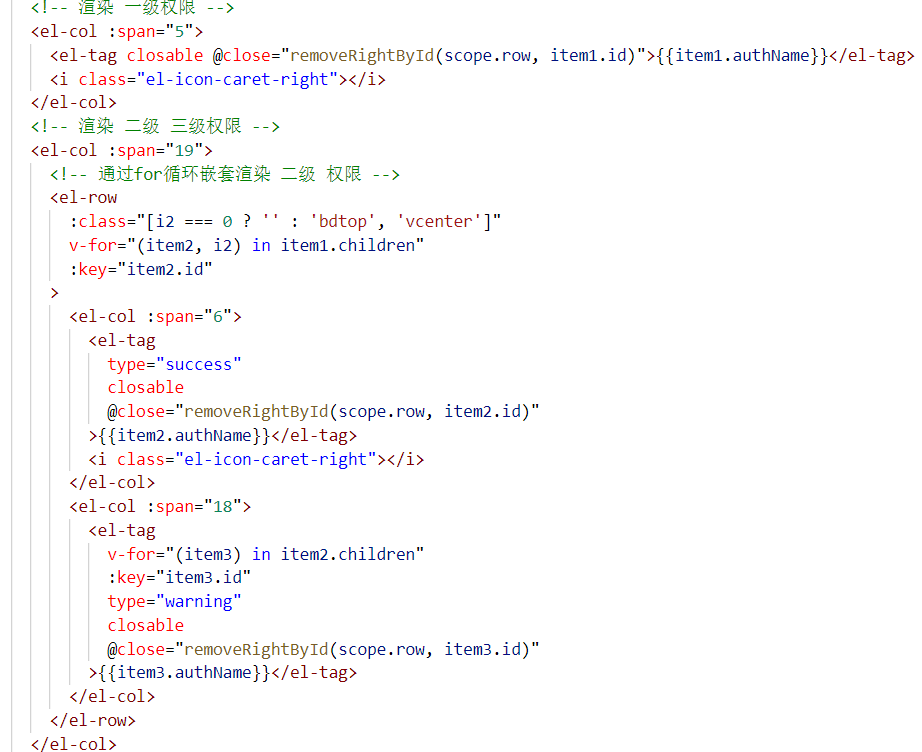 <!-- 渲染 一级权限 -->
<el-col :span="5">
<el-tag closable @close="removeRightById(scope.row, item1.id)">{{item1.authName}}</el-tag>
<i class="el-icon-caret-right"></i>
</el-col>
<!-- 渲染 二级 三级权限 -->
<el-col :span="19">
<!-- 通过for循环嵌套渲染 二级 权限 -->
<el-row
:class="[i2 === 0 ? '' : 'bdtop', 'vcenter']"
v-for="(item2, i2) in item1.children"
:key="item2.id"
>
<el-col :span="6">
<el-tag
type="success"
closable
@close="removeRightById(scope.row, item2.id)"
>{{item2.authName}}</el-tag>
<i class="el-icon-caret-right"></i>
</el-col>
<el-col :span="18">
<el-tag
v-for="(item3) in item2.children"
:key="item3.id"
type="warning"
closable
@close="removeRightById(scope.row, item3.id)"
>{{item3.authName}}</el-tag>
</el-col>
</el-row>
</el-col>